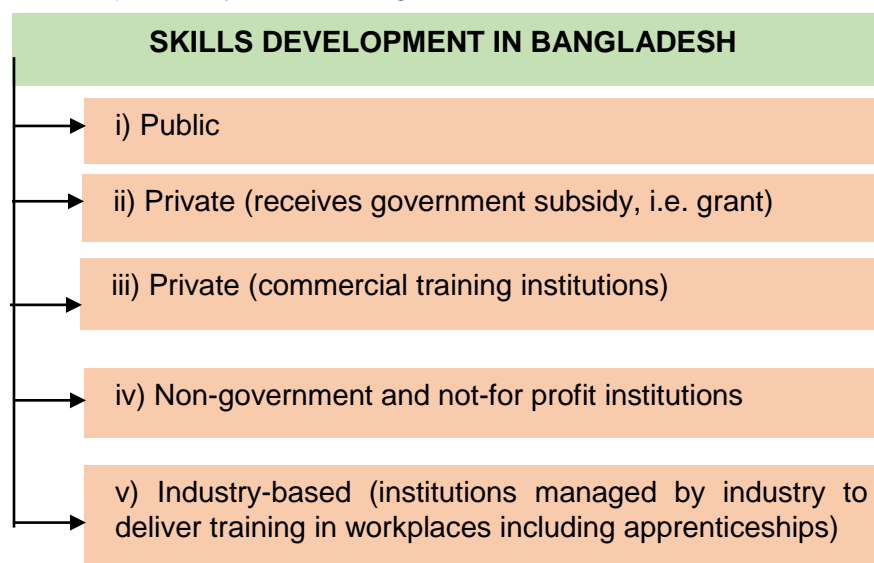 SKILLS DEVELOPMENT IN BANGLADESH
i) Public
ii) Private (receives government subsidy, i.e. grant)
iii) Private (commercial training institutions)
iv) Non-government and not-for profit institutions
v) Industry-based (institutions managed by industry to
deliver training in workplaces including apprenticeships)